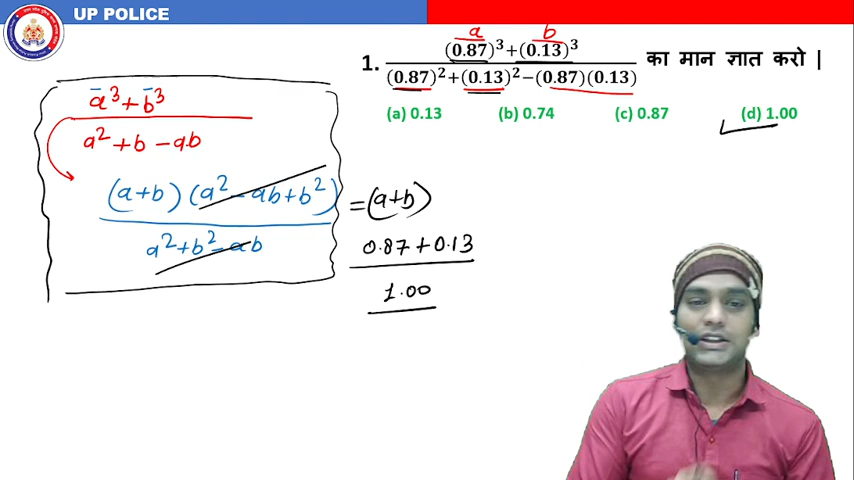 UP POLICE
a b
1. (0.87)³+(0.13)³ / (0.87)²+(0.13)²−(0.87)(0.13) का मान ज्ञात करो |
(a) 0.13 (b) 0.74 (c) 0.87 (d) 1.00
a³+b³
a²+b-ab
(a+b) (a²-ab+b²)
a²+b²-ab
=(a+b)
0.87+0.13
1.00